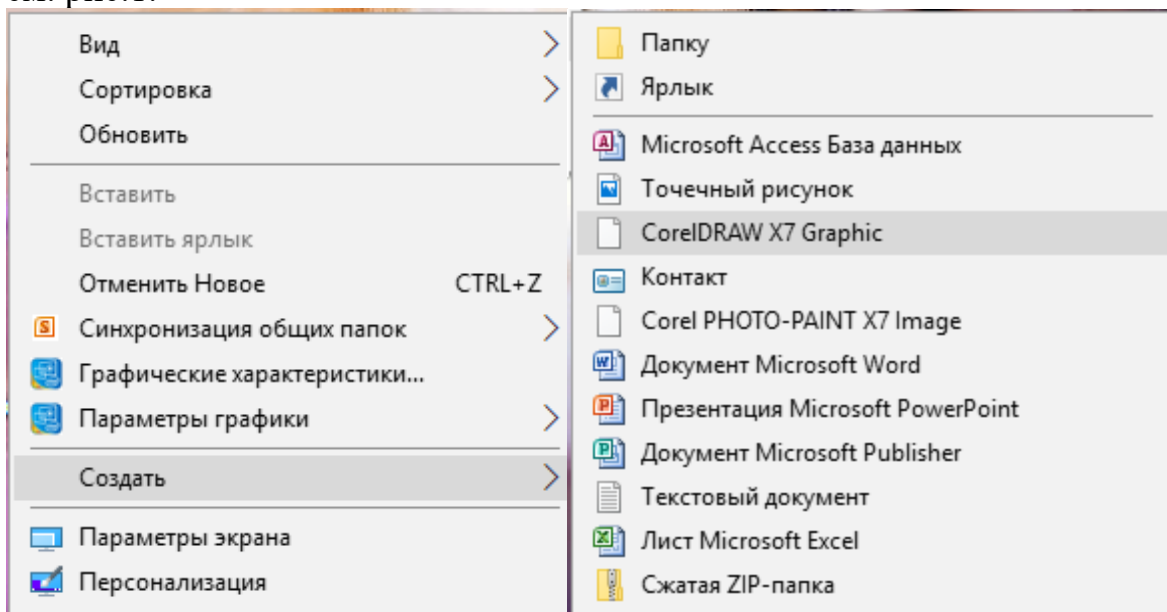 Вид
Сортировка
Обновить
Вставить
Вставить ярлык
Отменить Новое CTRL+Z
Синхронизация общих папок
Графические характеристики...
Параметры графики
Создать
Параметры экрана
Персонализация
Папку
Ярлык
Microsoft Access База данных
Точечный рисунок
CorelDRAW X7 Graphic
Контакт
Corel PHOTO-PAINT X7 Image
Документ Microsoft Word
Презентация Microsoft PowerPoint
Документ Microsoft Publisher
Текстовый документ
Лист Microsoft Excel
Сжатая ZIP-папка